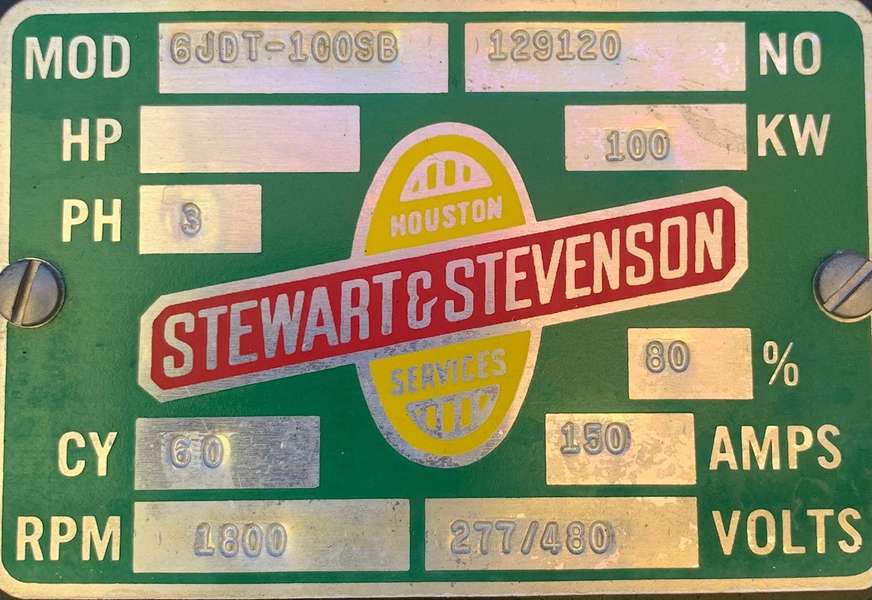 MOD 6JDT-100SB 129120 NO
HP 100 KW
PH 3
HOUSTON
STEWART & STEVENSON
SERVICES
80 %
CY 60 150 AMPS
RPM 1800 277/480 VOLTS